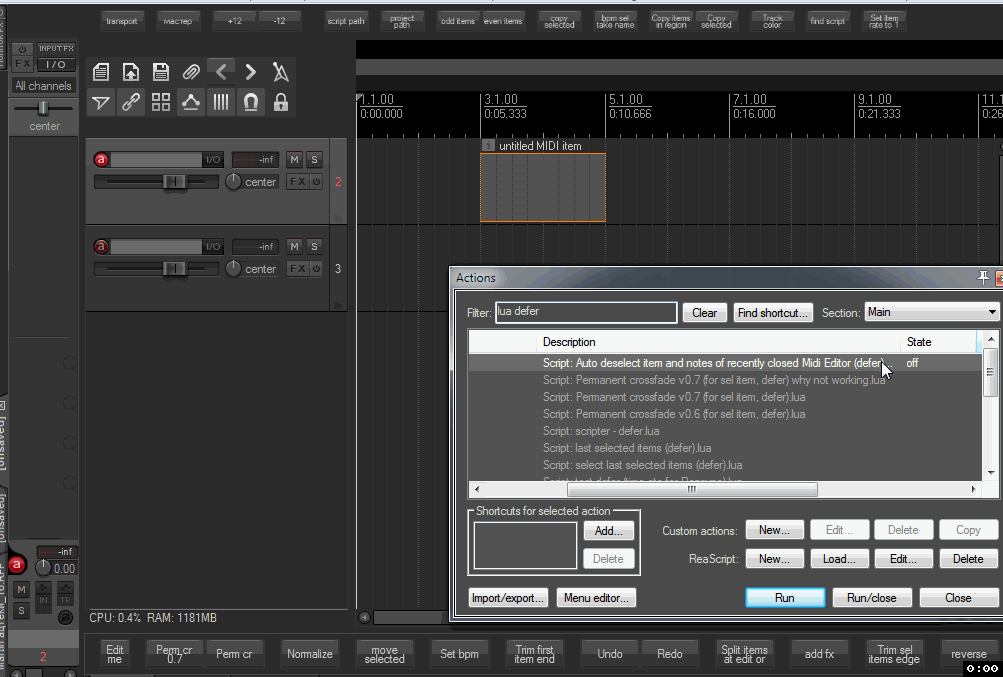 transport
мастер
+12
-12
script path
project path
odd items
even items
copy selected
bpm sel take name
Copy items in region
Copy selected
Track color
find script
Set item rate to 1
INPUT FX
FX
I/O
All channels
center
1.1.00
0:00.000
3.1.00
0:05.333
5.1.00
0:10.666
7.1.00
0:16.000
9.1.00
0:21.333
11.1
0:26
i untitled MIDI item
a
I/O
-inf
M
S
center
FX
2
a
I/O
-inf
M
S
center
FX
3
Actions
Filter:
lua defer
Clear
Find shortcut...
Section:
Main
Description
State
Script: Auto deselect item and notes of recently closed Midi Editor (defer)
off
Script: Permanent crossfade v0.7 (for sel item, defer) why not working.lua
Script: Permanent crossfade v0.7 (for sel item, defer).lua
Script: Permanent crossfade v0.6 (for sel item, defer).lua
Script: scripter - defer.lua
Script: last selected items (defer).lua
Script: select last selected items (defer).lua
Shortcuts for selected action
Add...
Delete
Custom actions:
New...
Edit...
Delete
Copy
ReaScript:
New...
Load...
Edit...
Delete
Import/export...
Menu editor...
Run
Run/close
Close
[unsaved]
[unsaved]
-inf
a
0.00
M
IN
TR
S
2
CPU: 0.4% RAM: 1181MB
Edit me
Perm cr 0.7
Perm cr
Normalize
move selected
Set bpm
Trim first item end
Undo
Redo
Split items at edit or
add fx
Trim sel items edge
reverse
0:00